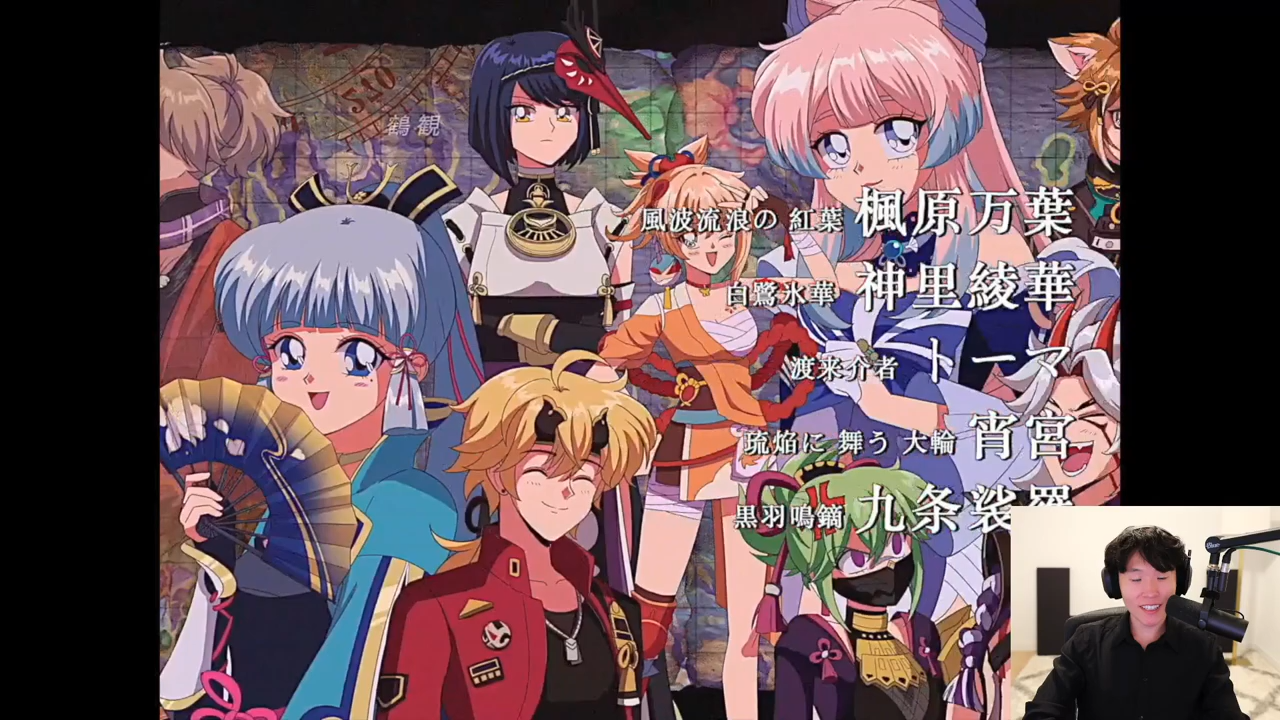 510
鶴観
風波流浪の 紅葉 楓原万葉
白鷺氷華 神里綾華
渡来介者 トーマ
琉焔に 舞う 犬輪 宵宮
黒羽鳴鏑 九条裟羅